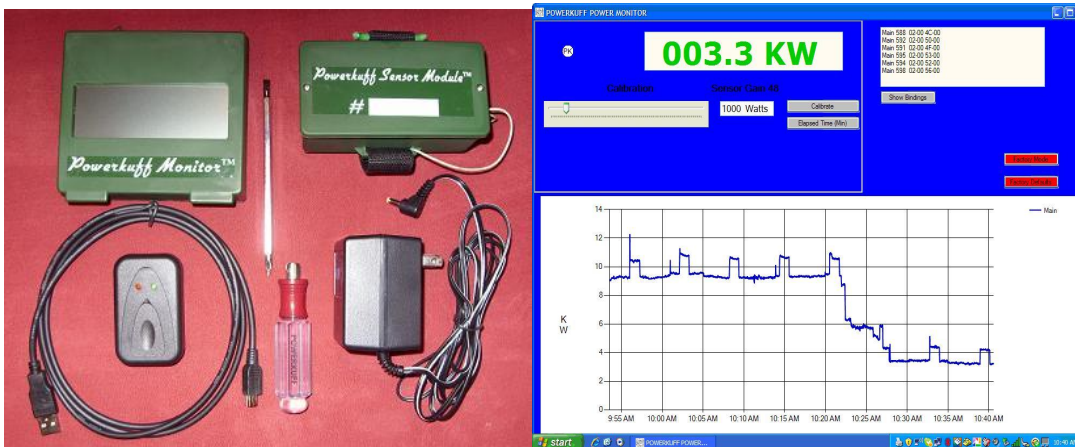 Powerkuff Monitor™
Powerkuff Sensor Module™
#
POWERKUFF
POWERKUFF POWER MONITOR
PK
003.3 KW
Calibration
Sensor Gain 48
1000 Watts
Calibrate
Elapsed Time (Min)
Main 588 02-00 4C-00
Main 592 02-00 50-00
Main 591 02-00 4F-00
Main 595 02-00 53-00
Main 594 02-00 52-00
Main 598 02-00 56-00
Show Bindings
Factory Mode
Factory Defaults
Main
14
12
10
8
6
4
2
0
K
W
9:55 AM
10:00 AM
10:05 AM
10:10 AM
10:15 AM
10:20 AM
10:25 AM
10:30 AM
10:35 AM
10:40 AM
start
POWERKUFF POWER...
10:40 AM